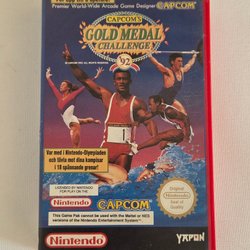 Premier World-Wide Arcade Game Designer CAPCOM
CAPCOM'S
GOLD MEDAL
CHALLENGE
'92
1
Var med i Nintendo-Olympiaden
och tävla mot dina kompisar
i 18 spännande grenar!
LICENSED BY NINTENDO
FOR PLAY ON THE
Nintendo
CAPCOM
Original
Nintendo
Seal of
Quality
This Game Pak cannot be used with the Mattel or NES
versions of the Nintendo Entertainment System.
Nintendo
YAPON